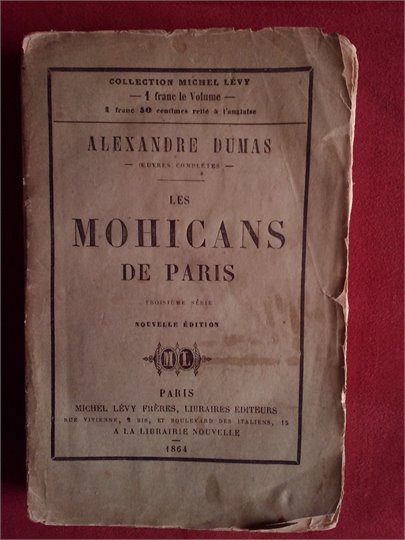 COLLECTION MICHEL LÉVY
— 1 franc le Volume —
1 franc 50 centimes relié à l'anglaise
ALEXANDRE DUMAS
— ŒUVRES COMPLÈTES —
LES
MOHICANS
DE PARIS
TROISIÈME SÉRIE
NOUVELLE ÉDITION
M L
PARIS
MICHEL LÉVY FRÈRES, LIBRAIRES EDITEURS
RUE VIVIENNE, 2 BIS, ET BOULEVARD DES ITALIENS, 15
A LA LIBRAIRIE NOUVELLE
1864